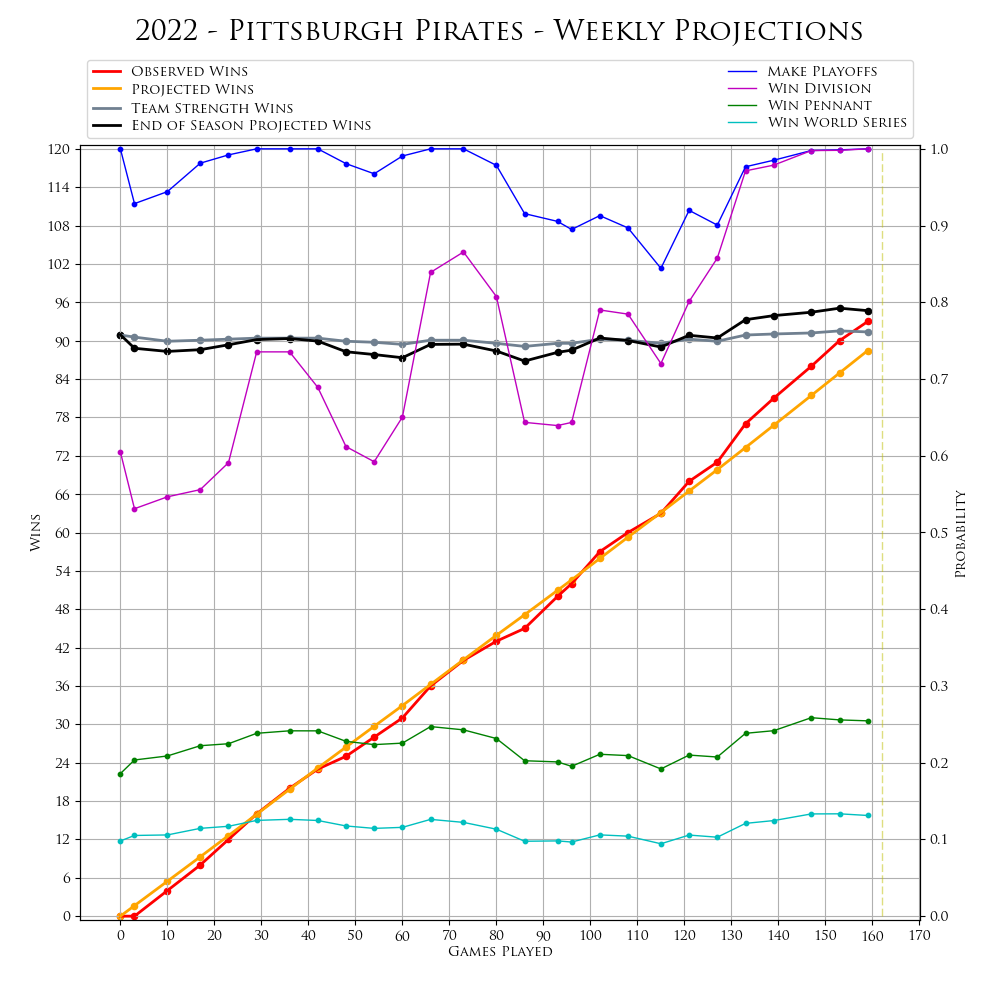 2022 - Pittsburgh Pirates - Weekly Projections
Observed Wins
Projected Wins
Team Strength Wins
End of Season Projected Wins
Make Playoffs
Win Division
Win Pennant
Win World Series
120
114
108
102
96
90
84
78
72
66
60
54
48
42
36
30
24
18
12
6
0
Wins
1.0
0.9
0.8
0.7
0.6
0.5
0.4
0.3
0.2
0.1
0.0
Probability
0 10 20 30 40 50 60 70 80 90 100 110 120 130 140 150 160 170
Games Played